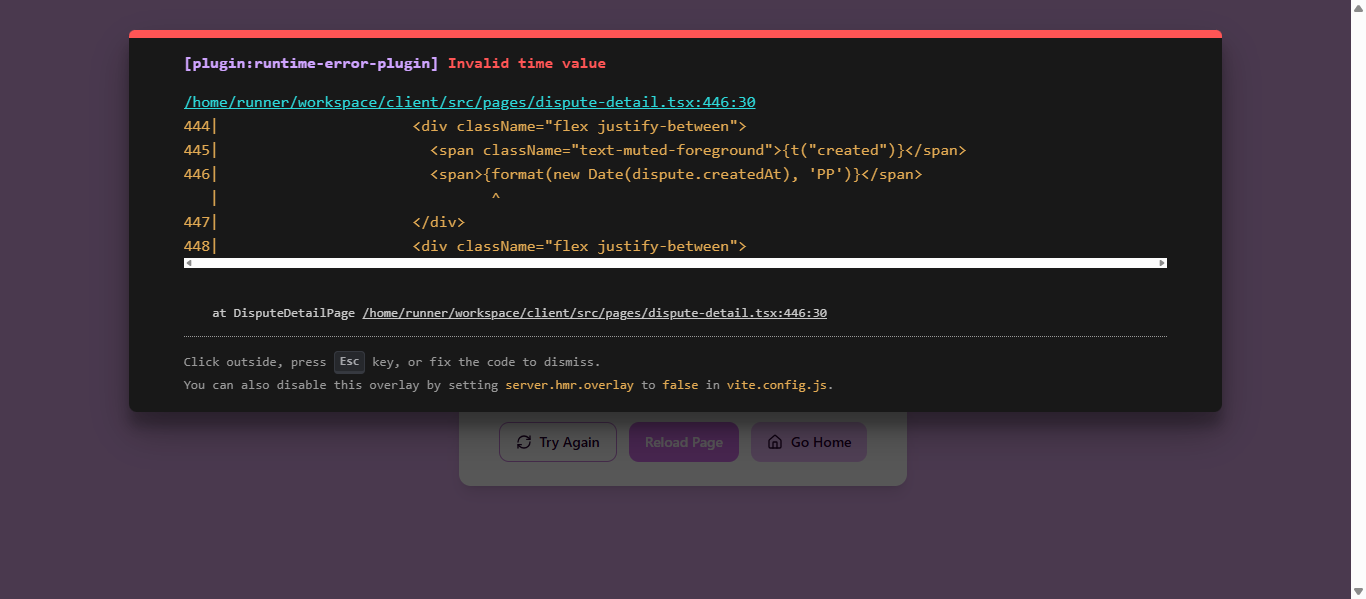 [plugin:runtime-error-plugin] Invalid time value
/home/runner/workspace/client/src/pages/dispute-detail.tsx:446:30
444|                      <div className="flex justify-between">
445|                        <span className="text-muted-foreground">{t("created")}</span>
446|                        <span>{format(new Date(dispute.createdAt), 'PP')}</span>
   |                               ^
447|                      </div>
448|                      <div className="flex justify-between">
at DisputeDetailPage /home/runner/workspace/client/src/pages/dispute-detail.tsx:446:30
Click outside, press Esc key, or fix the code to dismiss.
You can also disable this overlay by setting server.hmr.overlay to false in vite.config.js.
Try Again Reload Page Go Home